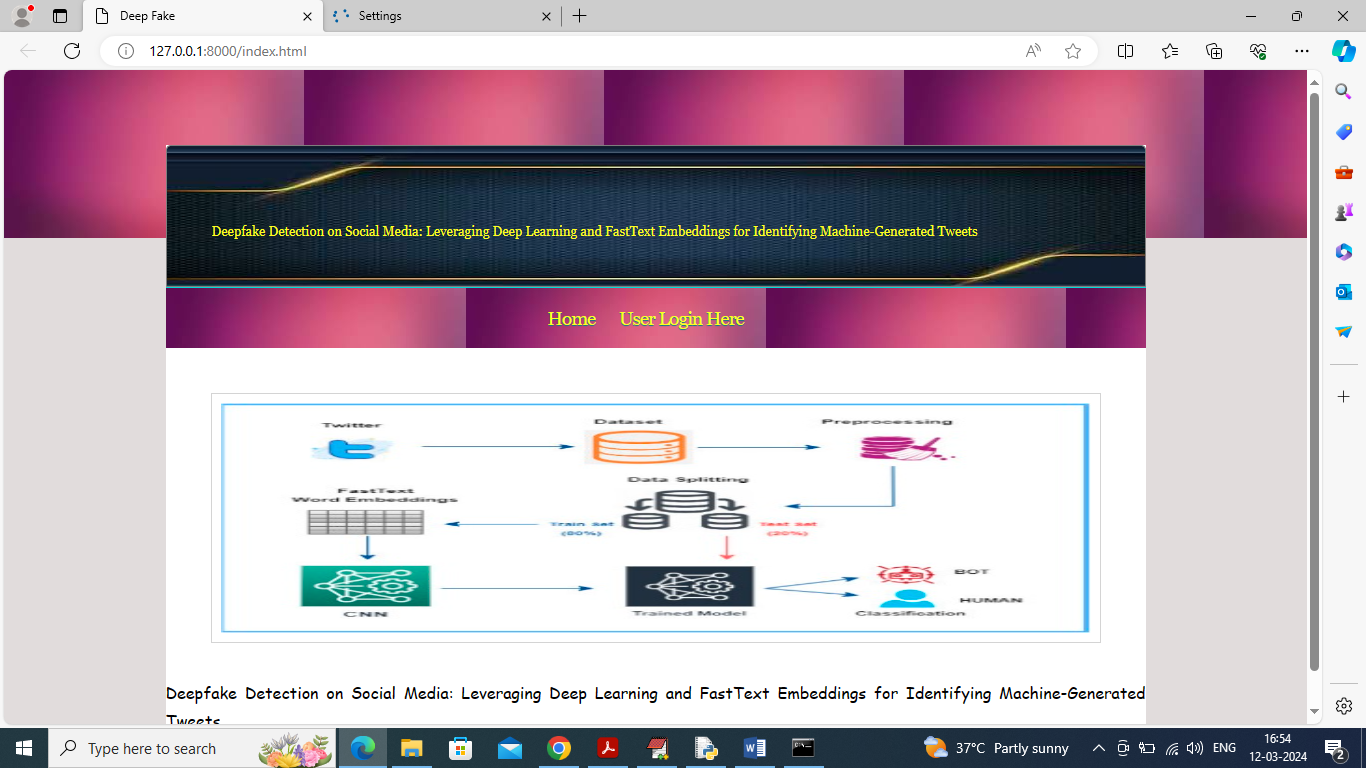 Deep Fake
Settings
127.0.0.1:8000/index.html
Deepfake Detection on Social Media: Leveraging Deep Learning and FastText Embeddings for Identifying Machine-Generated Tweets
Home User Login Here
Twitter Dataset Preprocessing
Data Splitting
FastText
Word Embeddings
Train set
(80%)
Test set
(20%)
BOT
HUMAN
CNN Trained Model Classification
Deepfake Detection on Social Media: Leveraging Deep Learning and FastText Embeddings for Identifying Machine-Generated
Tweets
Type here to search
37°C Partly sunny
ENG
16:54
12-03-2024
2